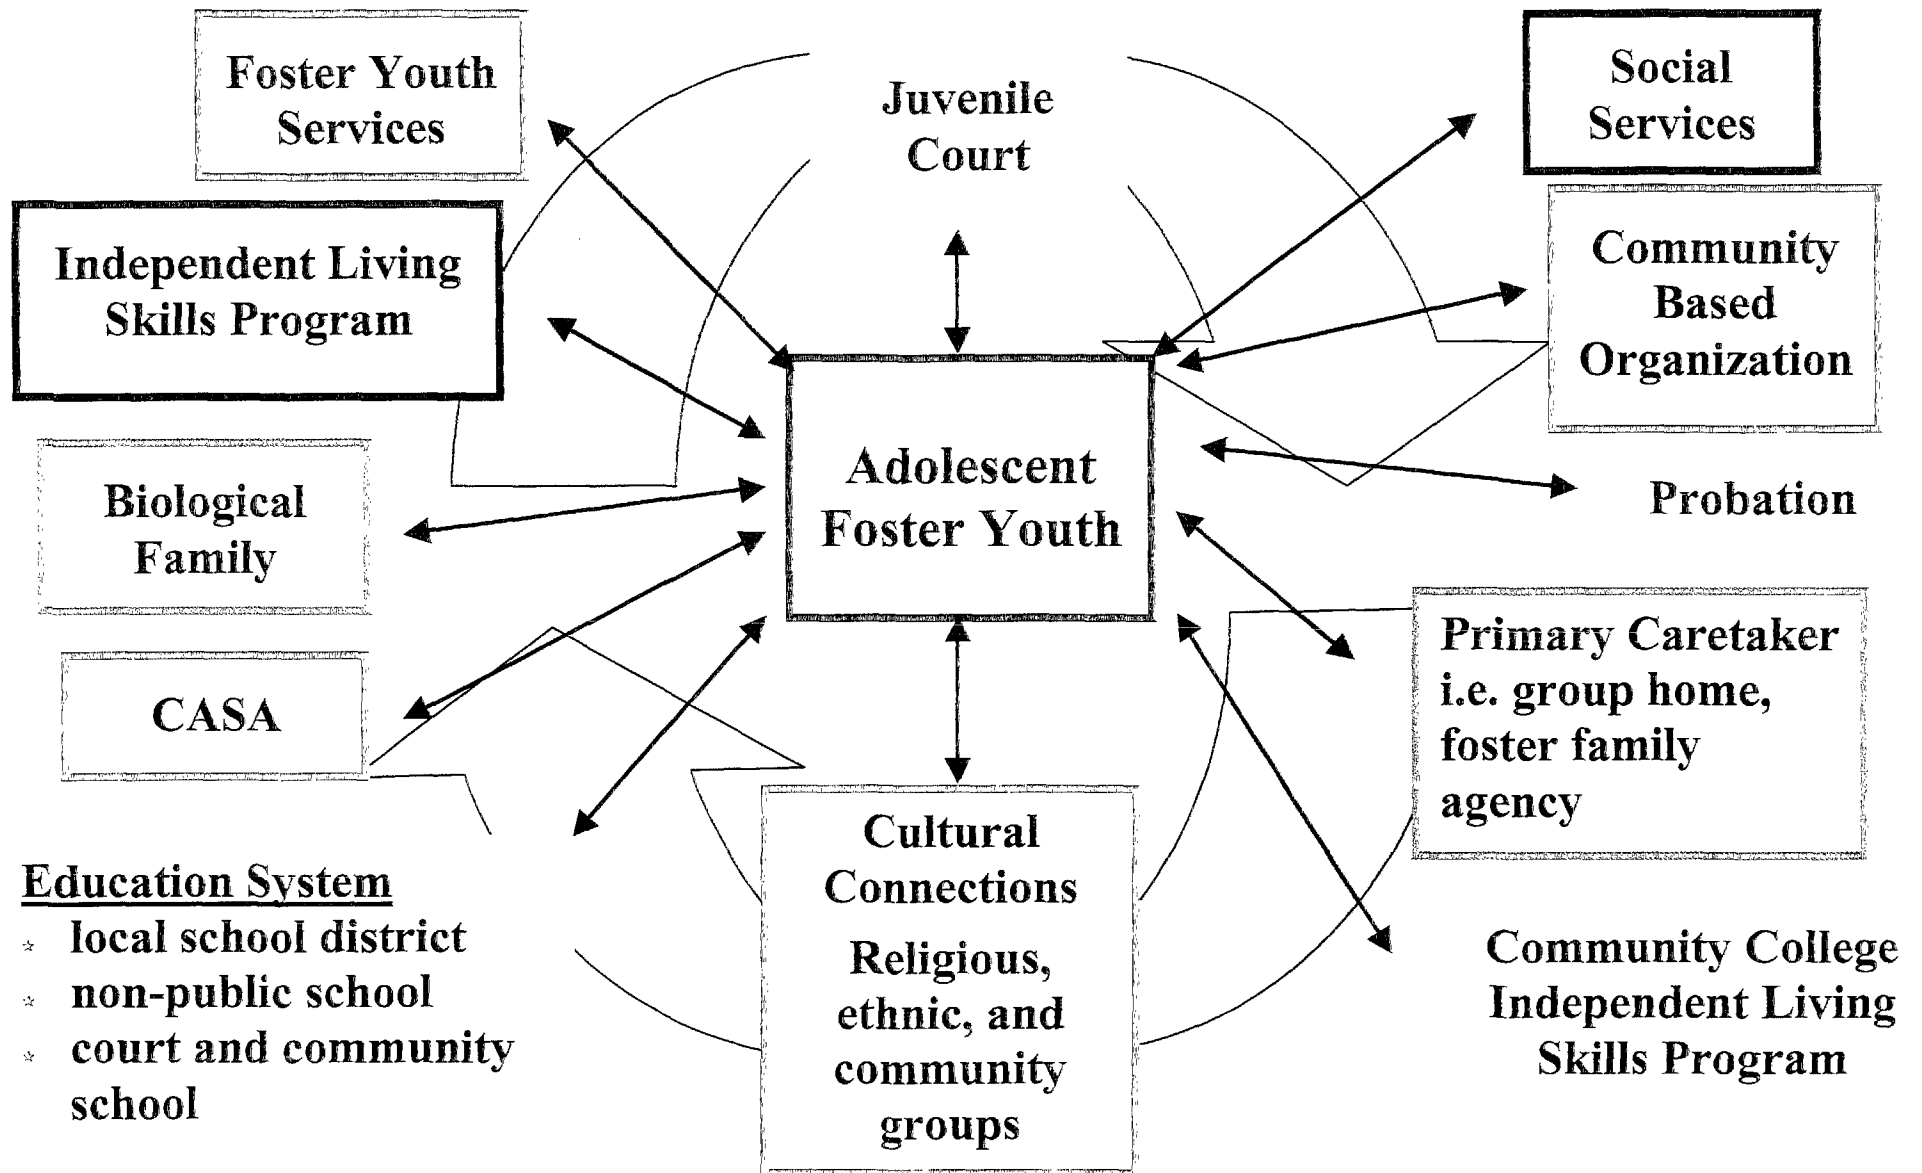 Foster Youth
Services
Juvenile
Court
Social
Services
Independent Living
Skills Program
Community
Based
Organization
Biological
Family
Adolescent
Foster Youth
Probation
CASA
Primary Caretaker
i.e. group home,
foster family
agency
Education System
local school district
non-public school
court and community
school
Cultural
Connections
Religious,
ethnic, and
community
groups
Community College
Independent Living
Skills Program